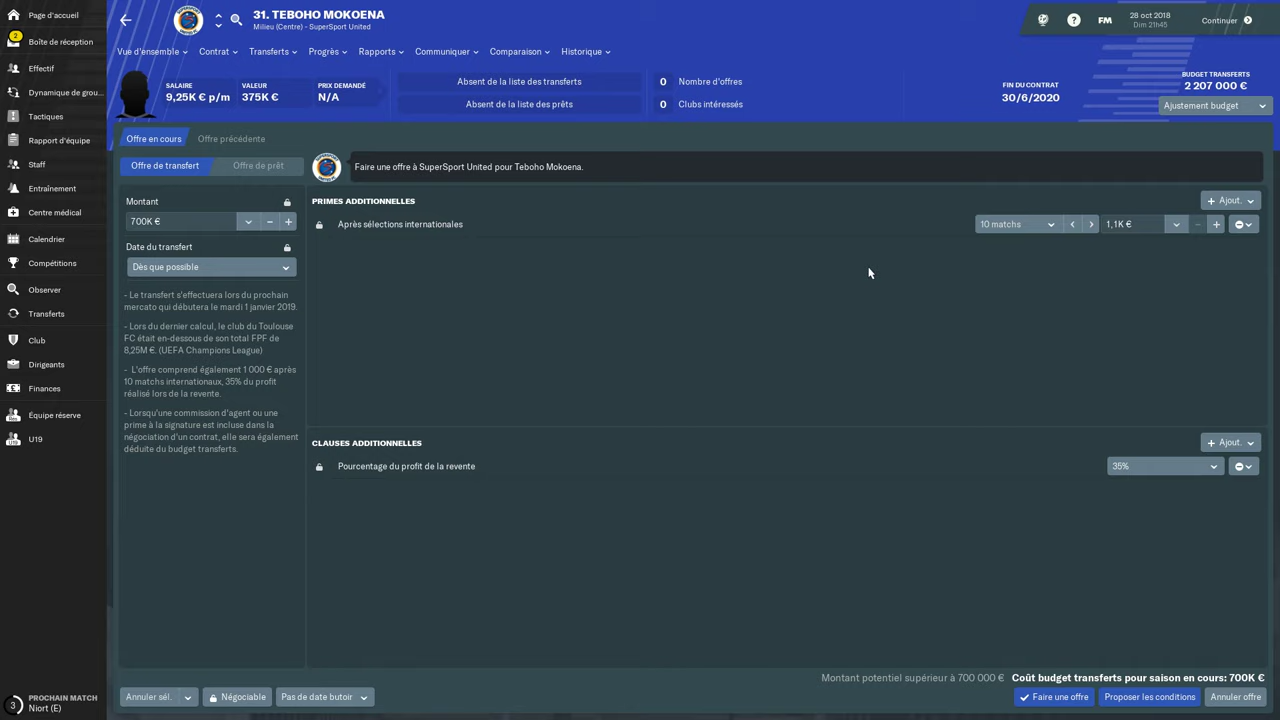 Page d'accueil
2
Boîte de réception
Effectif
Dynamique de grou...
Tactiques
Rapport d'équipe
Staff
Entraînement
Centre médical
Calendrier
Compétitions
Observer
Transferts
Club
Dirigeants
Finances
Équipe réserve
U19
3
PROCHAIN MATCH
Niort (E)
31. TEBOHO MOKOENA
Milieu (Centre) - SuperSport United
FM
28 oct 2018
Dim 21h45
Continuer
Vue d'ensemble
Contrat
Transferts
Progrès
Rapports
Communiquer
Comparaison
Historique
SALAIRE
9,25K € p/m
VALEUR
375K €
PRIX DEMANDÉ
N/A
Absent de la liste des transferts
Absent de la liste des prêts
0 Nombre d'offres
0 Clubs intéressés
FIN DU CONTRAT
30/6/2020
BUDGET TRANSFERTS
2 207 000 €
Ajustement budget
Offre en cours
Offre précédente
Offre de transfert
Offre de prêt
Faire une offre à SuperSport United pour Teboho Mokoena.
Montant
700K €
Date du transfert
Dès que possible
- Le transfert s'effectuera lors du prochain
mercato qui débutera le mardi 1 janvier 2019.
- Lors du dernier calcul, le club du Toulouse
FC était en-dessous de son total FPF de
8,25M €. (UEFA Champions League)
- L'offre comprend également 1 000 € après
10 matchs internationaux, 35% du profit
réalisé lors de la revente.
- Lorsqu'une commission d'agent ou une
prime à la signature est incluse dans la
négociation d'un contrat, elle sera également
déduite du budget transferts.
PRIMES ADDITIONNELLES
Ajout.
Après sélections internationales
10 matchs
1,1K €
CLAUSES ADDITIONNELLES
Ajout.
Pourcentage du profit de la revente
35%
Montant potentiel supérieur à 700 000 €
Coût budget transferts pour saison en cours: 700K €
Annuler sél.
Négociable
Pas de date butoir
Faire une offre
Proposer les conditions
Annuler offre